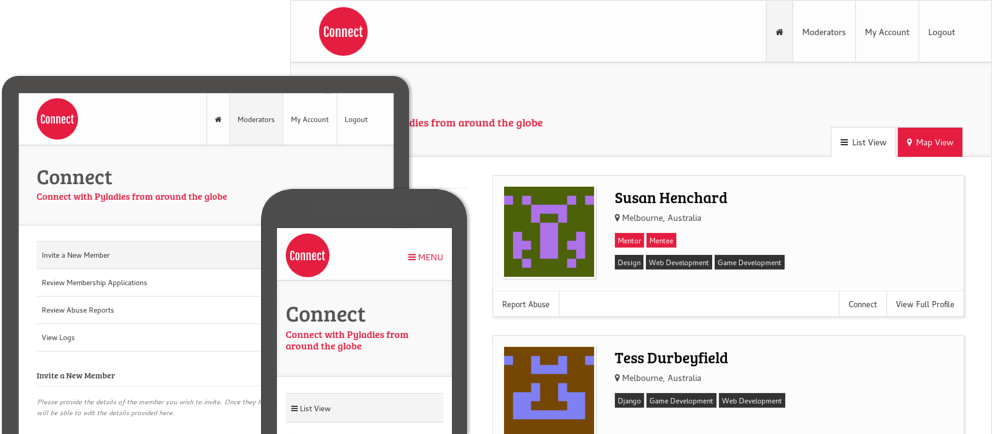 Connect
Moderators
My Account
Logout
dies from around the globe
List View
Map View
Susan Henchard
Melbourne, Australia
Mentor Mentee
Design Web Development Game Development
Report Abuse
Connect
View Full Profile
Tess Durbeyfield
Melbourne, Australia
Django Game Development Web Development
Connect
Moderators
My Account
Logout
Connect
Connect with Pyladies from around the globe
Invite a New Member
Review Membership Applications
Review Abuse Reports
View Logs
Invite a New Member
Please provide the details of the member you wish to invite. Once they
will be able to edit the details provided here.
Connect
MENU
Connect
Connect with Pyladies from
around the globe
List View